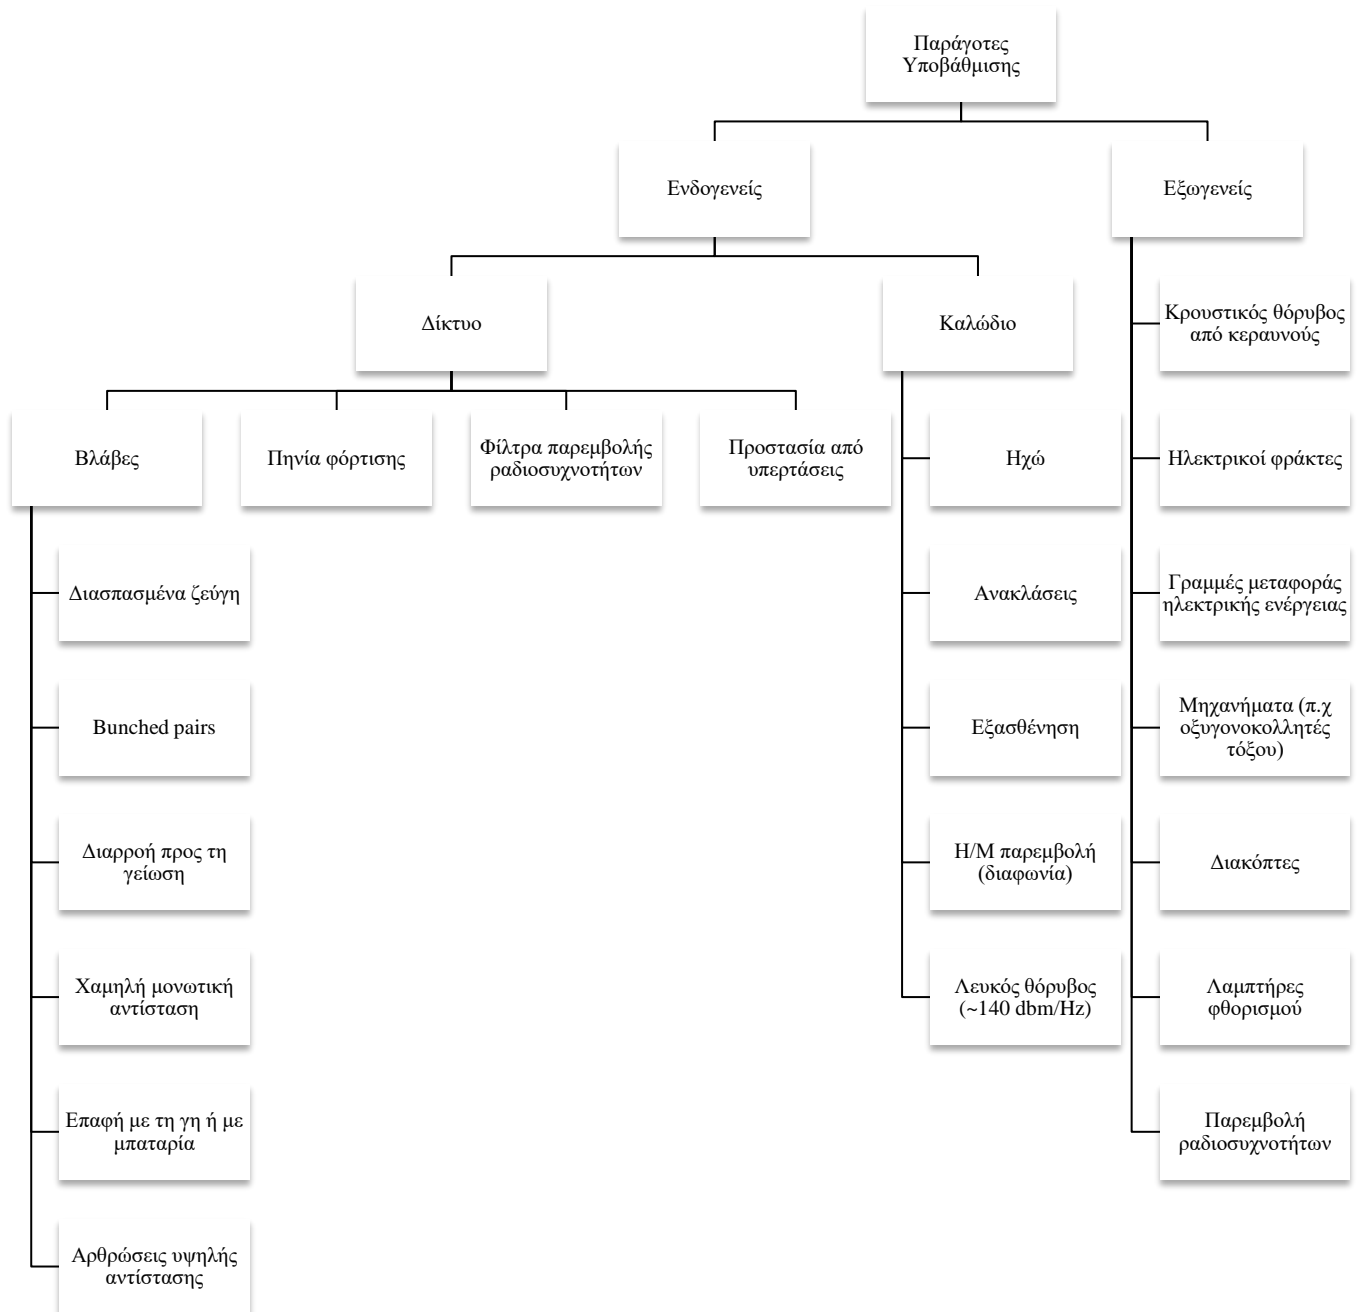 Παράγοτες
Υποβάθμισης
Ενδογενείς
Εξωγενείς
Δίκτυο
Καλώδιο
Κρουστικός θόρυβος
από κεραυνούς
Βλάβες
Πηνία φόρτισης
Φίλτρα παρεμβολής
ραδιοσυχνοτήτων
Προστασία από
υπερτάσεις
Ηχώ
Ηλεκτρικοί φράκτες
Διασπασμένα ζεύγη
Ανακλάσεις
Γραμμές μεταφοράς
ηλεκτρικής ενέργειας
Bunched pairs
Εξασθένηση
Μηχανήματα (π.χ
οξυγονοκολλητές
τόξου)
Διαρροή προς τη
γείωση
Η/Μ παρεμβολή
(διαφωνία)
Διακόπτες
Χαμηλή μονωτική
αντίσταση
Λευκός θόρυβος
(~140 dbm/Hz)
Λαμπτήρες
φθορισμού
Επαφή με τη γη ή με
μπαταρία
Παρεμβολή
ραδιοσυχνοτήτων
Αρθρώσεις υψηλής
αντίστασης